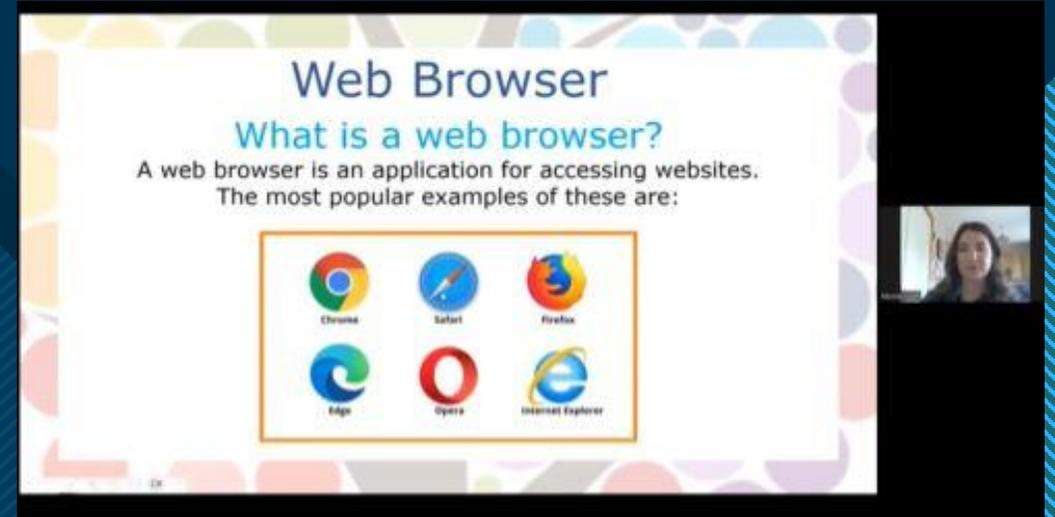 Web Browser
What is a web browser?
A web browser is an application for accessing websites.
The most popular examples of these are:
Chrome
Safari
Firefox
Edge
Opera
Internet Explorer